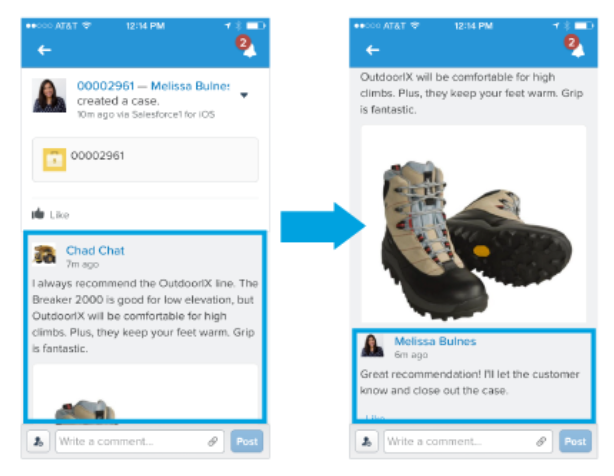 AT&T 12:14 PM
2
00002961 — Melissa Bulne:
created a case.
10m ago via Salesforce1 for iOS
00002961
Like
Chad Chat
7m ago
I always recommend the OutdoorIX line. The
Breaker 2000 is good for low elevation, but
OutdoorIX will be comfortable for high
climbs. Plus, they keep your feet warm. Grip
is fantastic.
Write a comment...
Post
AT&T 12:14 PM
2
OutdoorIX will be comfortable for high
climbs. Plus, they keep your feet warm. Grip
is fantastic.
Melissa Bulnes
6m ago
Great recommendation! I'll let the customer
know and close out the case.
Like
Write a comment...
Post